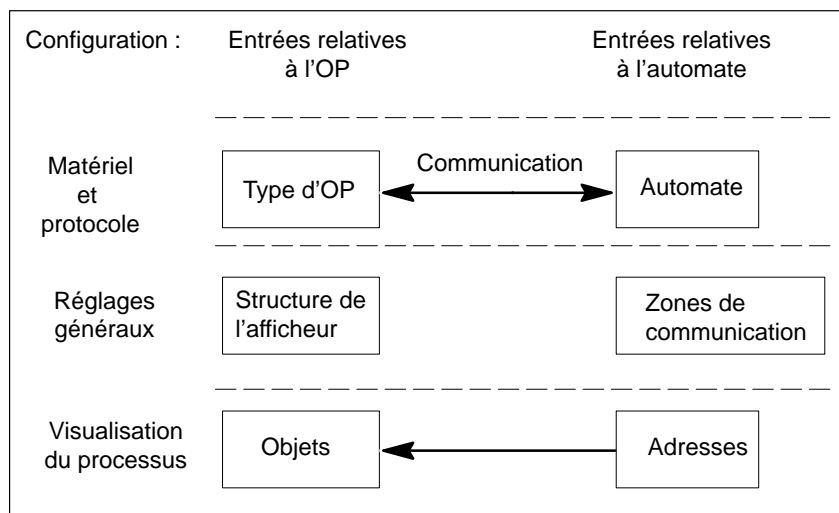 Configuration :
Entrées relatives
à l’OP
Entrées relatives
à l’automate
Matériel
et
protocole
Type d’OP
Communication
Automate
Réglages
généraux
Structure de
l’afficheur
Zones de
communication
Visualisation
du processus
Objets
Adresses